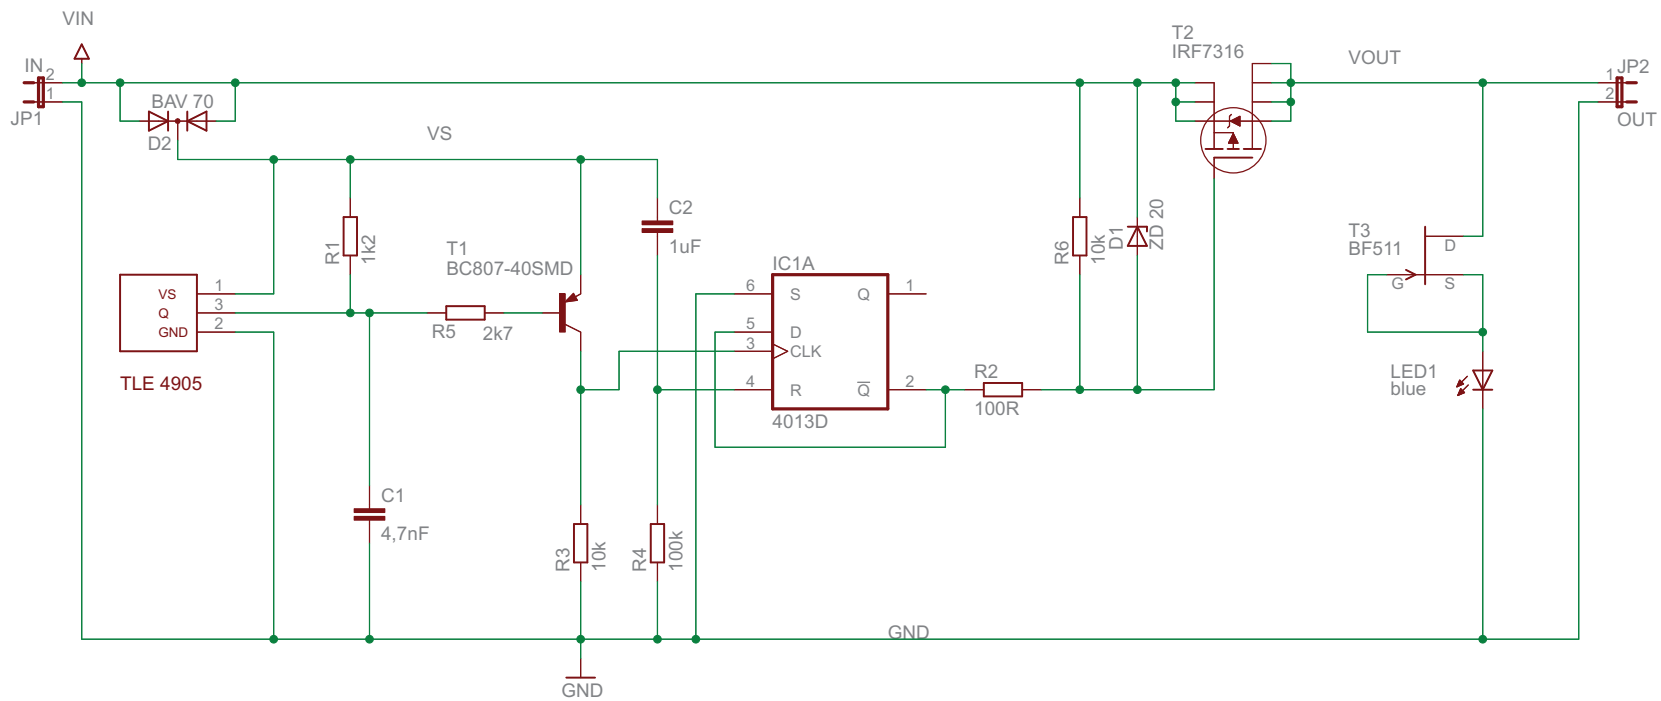 VIN
IN
2
1
JP1
BAV 70
D2
VS
R1
1k2
VS
Q
GND
1
3
2
TLE 4905
R5
2k7
T1
BC807-40SMD
C1
4,7nF
C2
1uF
R3
10k
R4
100k
IC1A
6
S
Q
1
5
D
3
CLK
4
R
Q
2
4013D
R2
100R
R6
10k
D1
ZD 20
T2
IRF7316
VOUT
1
2
JP2
OUT
T3
BF511
D
G
S
LED1
blue
GND
GND